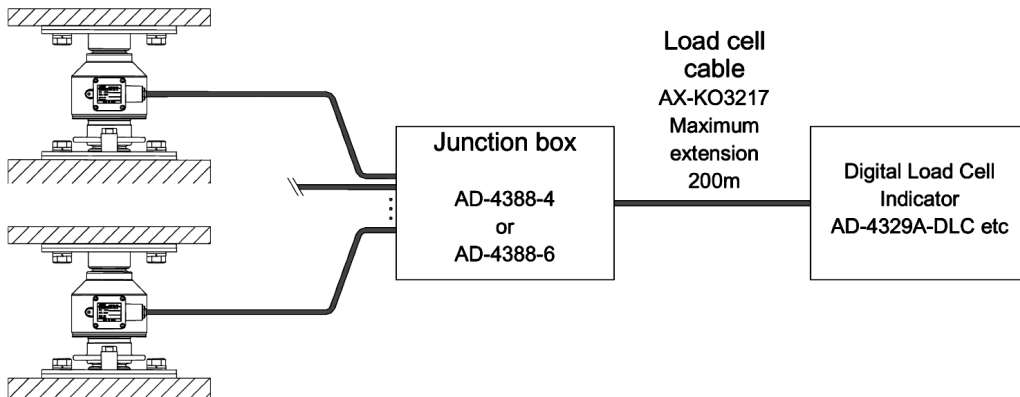 Load cell
cable
AX-KO3217
Maximum
extension
200m
Junction box
AD-4388-4
or
AD-4388-6
Digital Load Cell
Indicator
AD-4329A-DLC etc